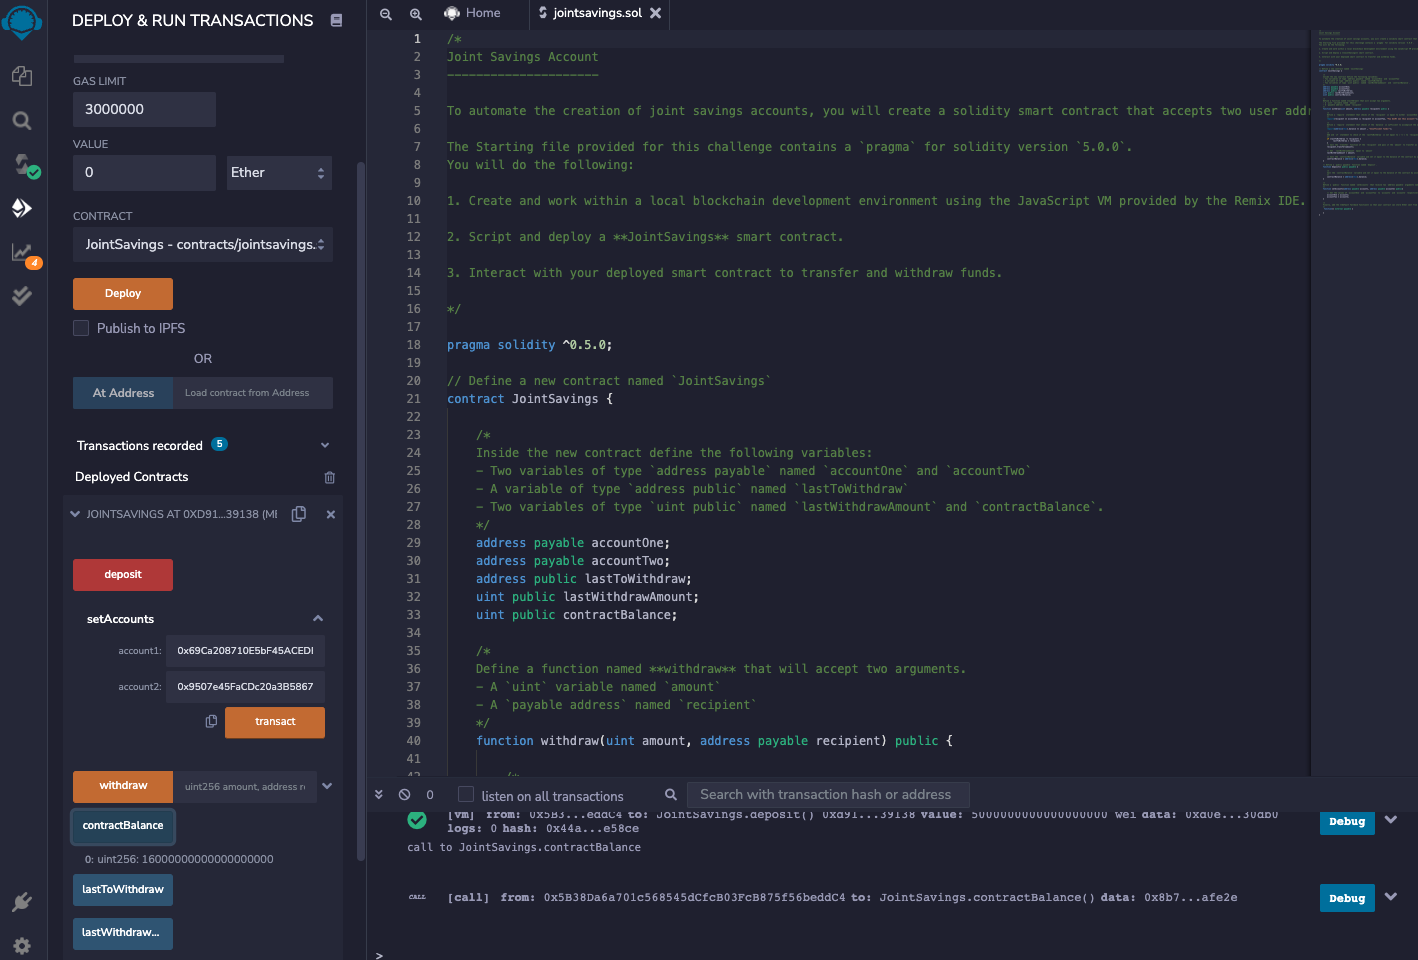 DEPLOY & RUN TRANSACTIONS
GAS LIMIT
3000000
VALUE
0
Ether
CONTRACT
JointSavings - contracts/jointsavings.
Deploy
Publish to IPFS
OR
At Address
Load contract from Address
Transactions recorded 5
Deployed Contracts
JOINTSAVINGS AT 0XD91...39138 (ME
deposit
setAccounts
account1: 0x69Ca208710E5bF45ACEDI
account2: 0x9507e45FaCDc20a3B5867
transact
withdraw
uint256 amount, address re
contractBalance
0: uint256: 16000000000000000000
lastToWithdraw
lastWithdraw...
4
Home
jointsavings.sol
1 /*
2 Joint Savings Account
3 ---------------------
4
5 To automate the creation of joint savings accounts, you will create a solidity smart contract that accepts two user addr
6
7 The Starting file provided for this challenge contains a `pragma` for solidity version `5.0.0`.
8 You will do the following:
9
10 1. Create and work within a local blockchain development environment using the JavaScript VM provided by the Remix IDE.
11
12 2. Script and deploy a **JointSavings** smart contract.
13
14 3. Interact with your deployed smart contract to transfer and withdraw funds.
15
16 */
17
18 pragma solidity ^0.5.0;
19
20 // Define a new contract named `JointSavings`
21 contract JointSavings {
22
23 /*
24 Inside the new contract define the following variables:
25 - Two variables of type `address payable` named `accountOne` and `accountTwo`
26 - A variable of type `address public` named `lastToWithdraw`
27 - Two variables of type `uint public` named `lastWithdrawAmount` and `contractBalance`.
28 */
29 address payable accountOne;
30 address payable accountTwo;
31 address public lastToWithdraw;
32 uint public lastWithdrawAmount;
33 uint public contractBalance;
34
35 /*
36 Define a function named **withdraw** that will accept two arguments.
37 - A `uint` variable named `amount`
38 - A `payable address` named `recipient`
39 */
40 function withdraw(uint amount, address payable recipient) public {
41
42 /*
0
listen on all transactions
Search with transaction hash or address
[vm] from: 0x5B3...eddC4 to: JointSavings.deposit() 0xd91...39138 value: 5000000000000000000 wei data: 0xd0e...30db0
logs: 0 hash: 0x44a...e58ce
Debug
call to JointSavings.contractBalance
CALL [call] from: 0x5B38Da6a701c568545dCfcB03FcB875f56beddC4 to: JointSavings.contractBalance() data: 0x8b7...afe2e
Debug
>